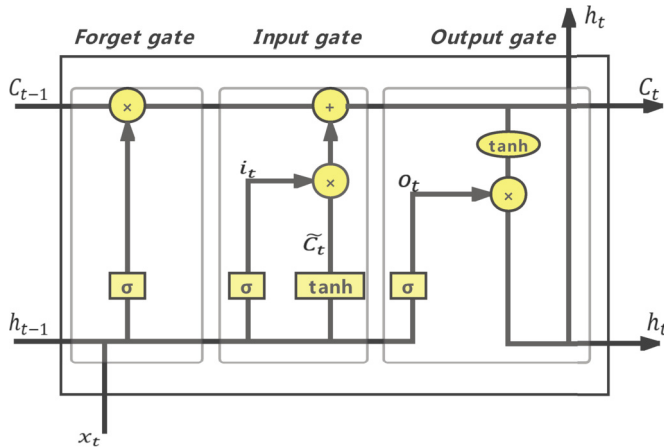 h_t
Forget gate Input gate Output gate
C_{t-1} × + C_t
tanh
i_t × o_t ×
C̃_t
σ σ tanh σ
h_{t-1} h_t
x_t